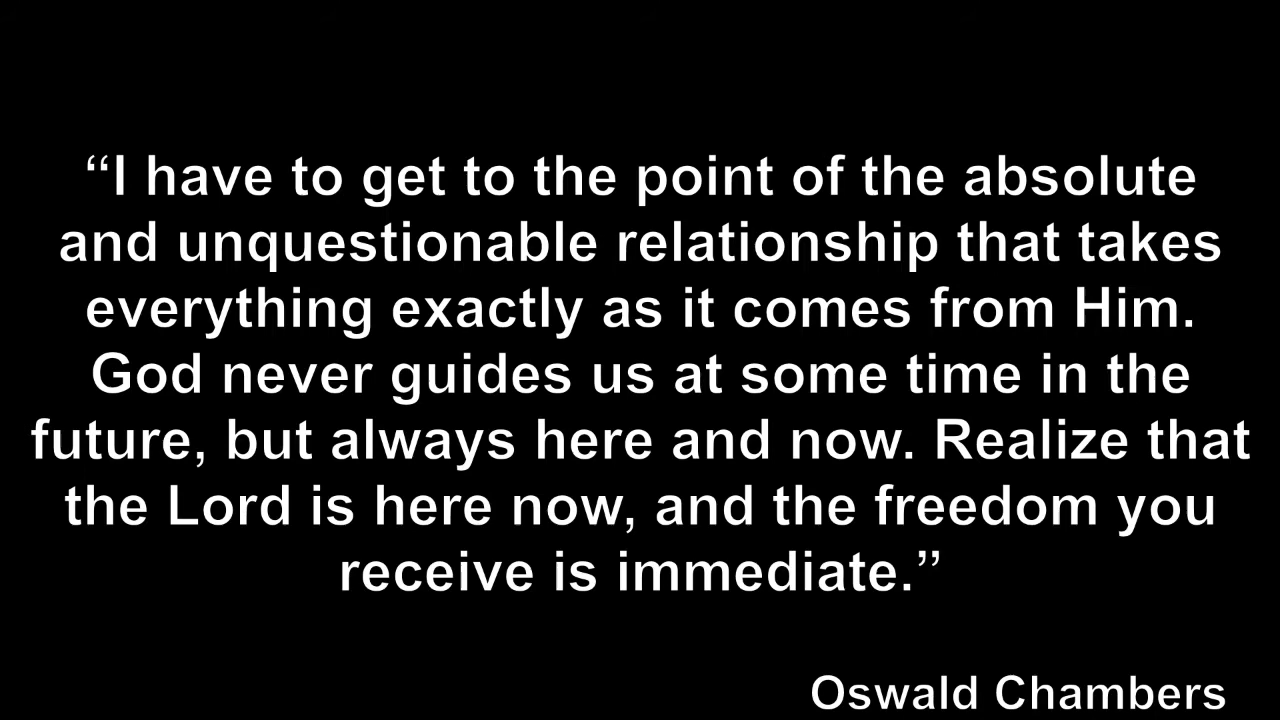 “I have to get to the point of the absolute
and unquestionable relationship that takes
everything exactly as it comes from Him.
God never guides us at some time in the
future, but always here and now. Realize that
the Lord is here now, and the freedom you
receive is immediate.”
Oswald Chambers